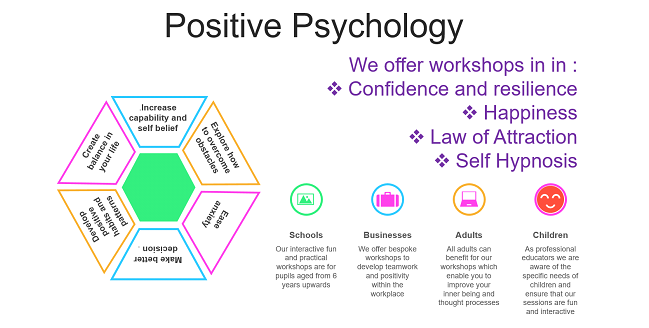 Positive Psychology
We offer workshops in in :
❖ Confidence and resilience
❖ Happiness
❖ Law of Attraction
❖ Self Hypnosis
Increase
capability and
self belief
Explore how
to overcome
obstacles
Ease
anxiety
Make better
decision
Develop
positive
habits and
patterns
Create
balance in
your life
Schools
Our interactive fun
and practical
workshops are for
pupils aged from 6
years upwards
Businesses
We offer bespoke
workshops to
develop teamwork
and positivity
within the
workplace
Adults
All adults can
benefit for our
workshops which
enable you to
improve your
inner being and
thought processes
Children
As professional
educators we are
aware of the
specific needs of
children and
ensure that our
sessions are fun
and interactive